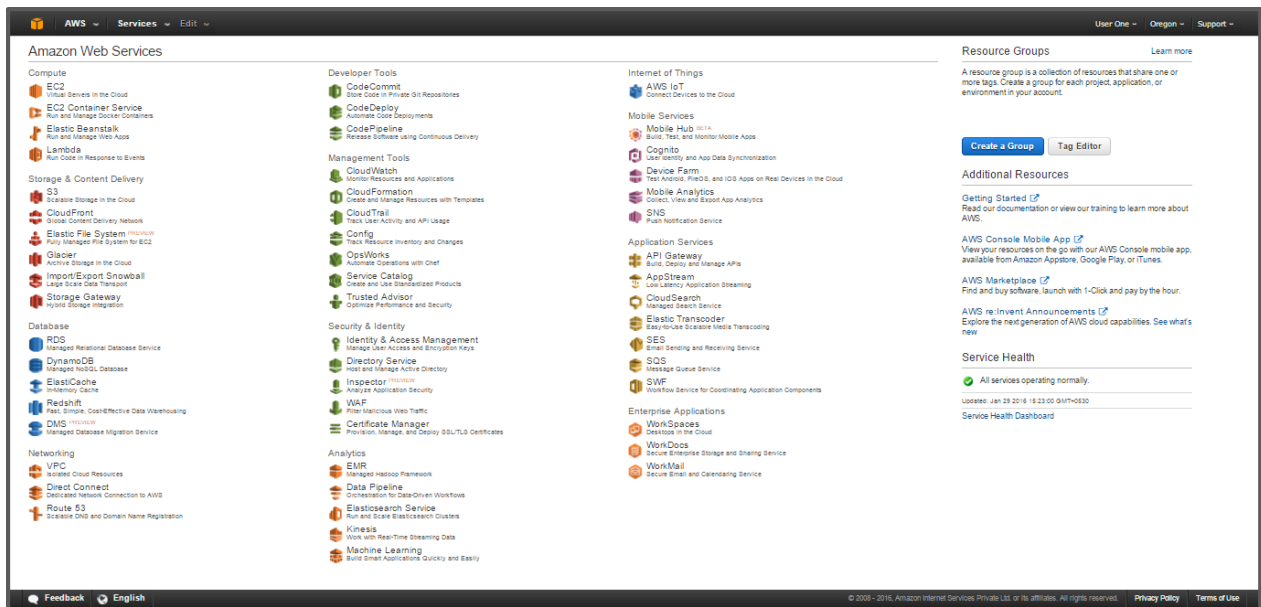 AWS Services Edit User One Oregon Support
Amazon Web Services
Compute
EC2
Virtual Servers in the Cloud
EC2 Container Service
Run and Manage Docker Containers
Elastic Beanstalk
Run and Manage Web Apps
Lambda
Run Code in Response to Events
Storage & Content Delivery
S3
Scalable Storage in the Cloud
CloudFront
Global Content Delivery Network
Elastic File System PREVIEW
Fully Managed File System for EC2
Glacier
Archive Storage in the Cloud
Import/Export Snowball
Large Scale Data Transport
Storage Gateway
Hybrid Storage Integration
Database
RDS
Managed Relational Database Service
DynamoDB
Managed NoSQL Database
ElastiCache
In-Memory Cache
Redshift
Fast, Simple, Cost-Effective Data Warehousing
DMS PREVIEW
Managed Database Migration Service
Networking
VPC
Isolated Cloud Resources
Direct Connect
Dedicated Network Connection to AWS
Route 53
Scalable DNS and Domain Name Registration
Developer Tools
CodeCommit
Store Code in Private Git Repositories
CodeDeploy
Automate Code Deployments
CodePipeline
Release Software using Continuous Delivery
Management Tools
CloudWatch
Monitor Resources and Applications
CloudFormation
Create and Manage Resources with Templates
CloudTrail
Track User Activity and API Usage
Config
Track Resource Inventory and Changes
OpsWorks
Automate Operations with Chef
Service Catalog
Create and Use Standardized Products
Trusted Advisor
Optimize Performance and Security
Security & Identity
Identity & Access Management
Manage User Access and Encryption Keys
Directory Service
Host and Manage Active Directory
Inspector PREVIEW
Analyze Application Security
WAF
Filter Malicious Web Traffic
Certificate Manager
Provision, Manage, and Deploy SSL/TLS Certificates
Analytics
EMR
Managed Hadoop Framework
Data Pipeline
Orchestration for Data-Driven Workflows
Elasticsearch Service
Run and Scale Elasticsearch Clusters
Kinesis
Work with Real-Time Streaming Data
Machine Learning
Build Smart Applications Quickly and Easily
Internet of Things
AWS IoT
Connect Devices to the Cloud
Mobile Services
Mobile Hub BETA
Build, Test, and Monitor Mobile Apps
Cognito
User Identity and App Data Synchronization
Device Farm
Test Android, FireOS, and iOS Apps on Real Devices in the Cloud
Mobile Analytics
Collect, View and Export App Analytics
SNS
Push Notification Service
Application Services
API Gateway
Build, Deploy and Manage APIs
AppStream
Low Latency Application Streaming
CloudSearch
Managed Search Service
Elastic Transcoder
Easy-to-Use Scalable Media Transcoding
SES
Email Sending and Receiving Service
SQS
Message Queue Service
SWF
Workflow Service for Coordinating Application Components
Enterprise Applications
WorkSpaces
Desktops in the Cloud
WorkDocs
Secure Enterprise Storage and Sharing Service
WorkMail
Secure Email and Calendaring Service
Resource Groups Learn more
A resource group is a collection of resources that share one or
more tags. Create a group for each project, application, or
environment in your account.
Create a Group Tag Editor
Additional Resources
Getting Started
Read our documentation or view our training to learn more about
AWS.
AWS Console Mobile App
View your resources on the go with our AWS Console mobile app,
available from Amazon Appstore, Google Play, or iTunes.
AWS Marketplace
Find and buy software, launch with 1-Click and pay by the hour.
AWS re:Invent Announcements
Explore the next generation of AWS cloud capabilities. See what's
new
Service Health
All services operating normally.
Updated: Jan 29 2016 16:23:00 GMT+0530
Service Health Dashboard
Feedback English © 2008 - 2016, Amazon Internet Services Private Ltd. or its affiliates. All rights reserved. Privacy Policy Terms of Use